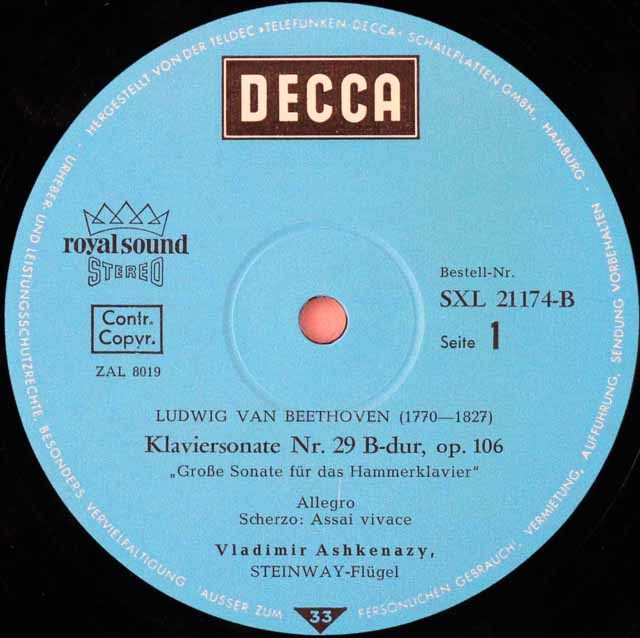 HERGESTELLT VON DER TELDEC »TELEFUNKEN-DECCA« SCHALLPLATTEN GMBH., HAMBURG ·
URHEBER- UND LEISTUNGSSCHUTZRECHTE, BESONDERS VERVIELFÄLTIGUNG (AUSSER ZUM PERSÖNLICHEN GEBRAUCH), VERMIETUNG, AUFFÜHRUNG, SENDUNG VORBEHALTEN ·
DECCA
royal sound
STEREO
Contr.
Copyr.
ZAL 8019
Bestell-Nr.
SXL 21174-B
Seite 1
LUDWIG VAN BEETHOVEN (1770—1827)
Klaviersonate Nr. 29 B-dur, op. 106
„Große Sonate für das Hammerklavier“
Allegro
Scherzo: Assai vivace
Vladimir Ashkenazy,
STEINWAY-Flügel
33